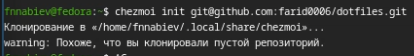 fnnabiev@fedora:~$ chezmoi init git@github.com:farid0006/dotfiles.git
Клонирование в «/home/fnnabiev/.local/share/chezmoi»...
warning: Похоже, что вы клонировали пустой репозиторий.